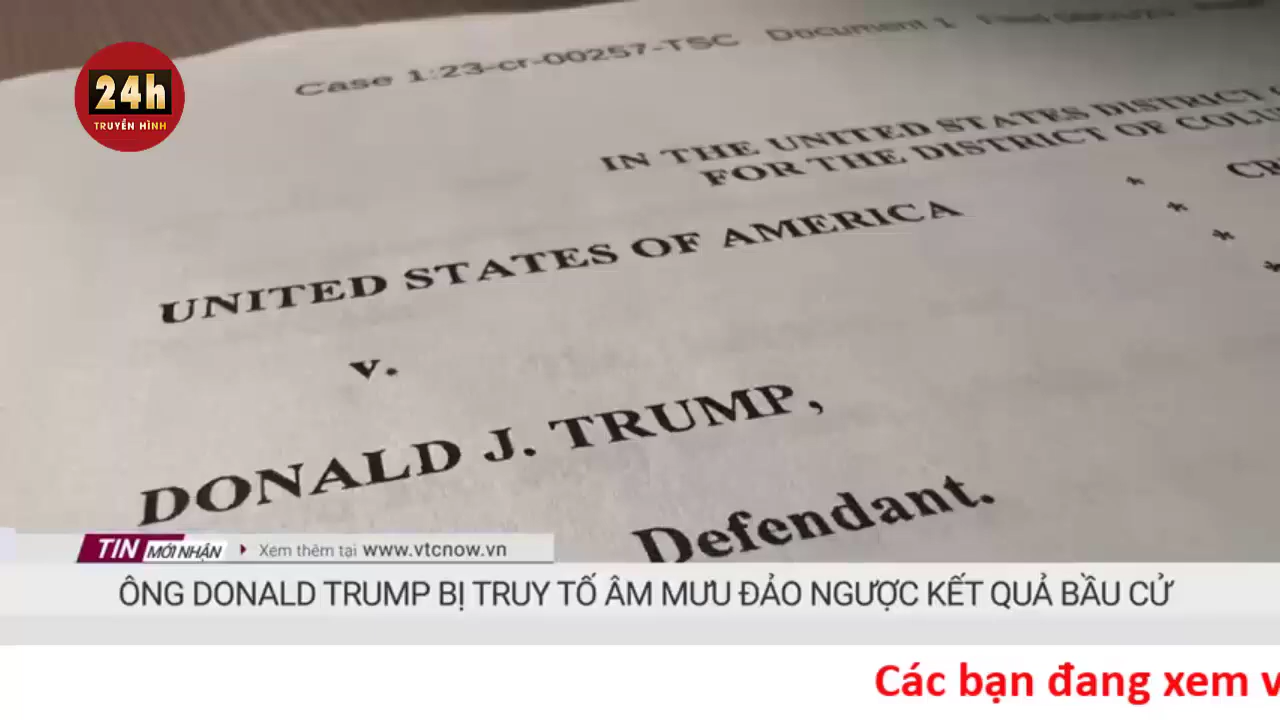 Case 1:23-cr-00257-TSC Document 1 Filed
24h
TRUYỀN HÌNH
IN THE UNITED STATES DISTRICT
FOR THE DISTRICT OF COLU
CR
UNITED STATES OF AMERICA
*
*
*
*
v.
DONALD J. TRUMP,
Defendant.
TIN MỚI NHẬN Xem thêm tại www.vtcnow.vn
ÔNG DONALD TRUMP BỊ TRUY TỐ ÂM MƯU ĐẢO NGƯỢC KẾT QUẢ BẦU CỬ
Các bạn đang xem v